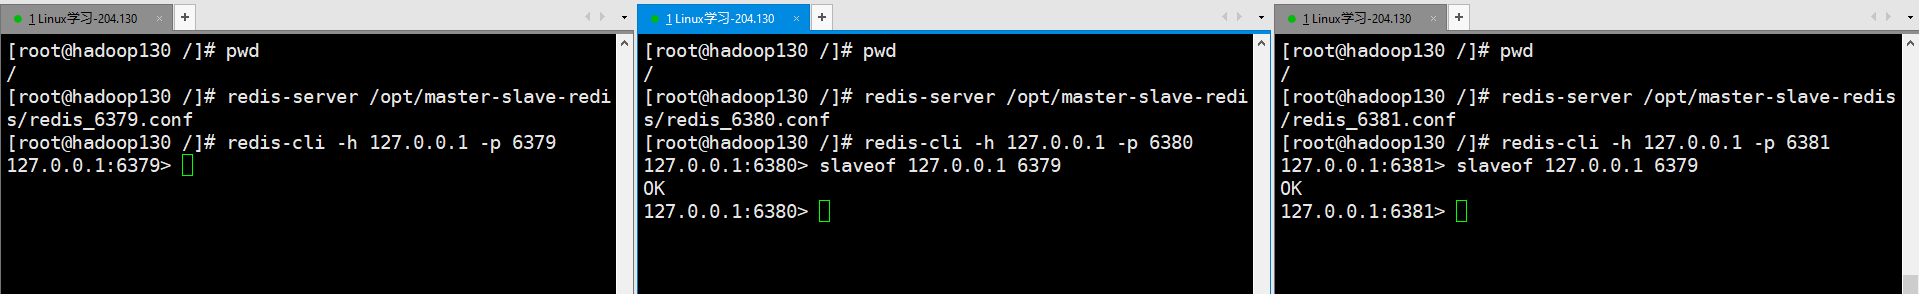 1 Linux学习-204.130 × +
[root@hadoop130 /]# pwd
/
[root@hadoop130 /]# redis-server /opt/master-slave-redi
s/redis_6379.conf
[root@hadoop130 /]# redis-cli -h 127.0.0.1 -p 6379
127.0.0.1:6379>
1 Linux学习-204.130 × +
[root@hadoop130 /]# pwd
/
[root@hadoop130 /]# redis-server /opt/master-slave-redi
s/redis_6380.conf
[root@hadoop130 /]# redis-cli -h 127.0.0.1 -p 6380
127.0.0.1:6380> slaveof 127.0.0.1 6379
OK
127.0.0.1:6380>
1 Linux学习-204.130 × +
[root@hadoop130 /]# pwd
/
[root@hadoop130 /]# redis-server /opt/master-slave-redis
/redis_6381.conf
[root@hadoop130 /]# redis-cli -h 127.0.0.1 -p 6381
127.0.0.1:6381> slaveof 127.0.0.1 6379
OK
127.0.0.1:6381>